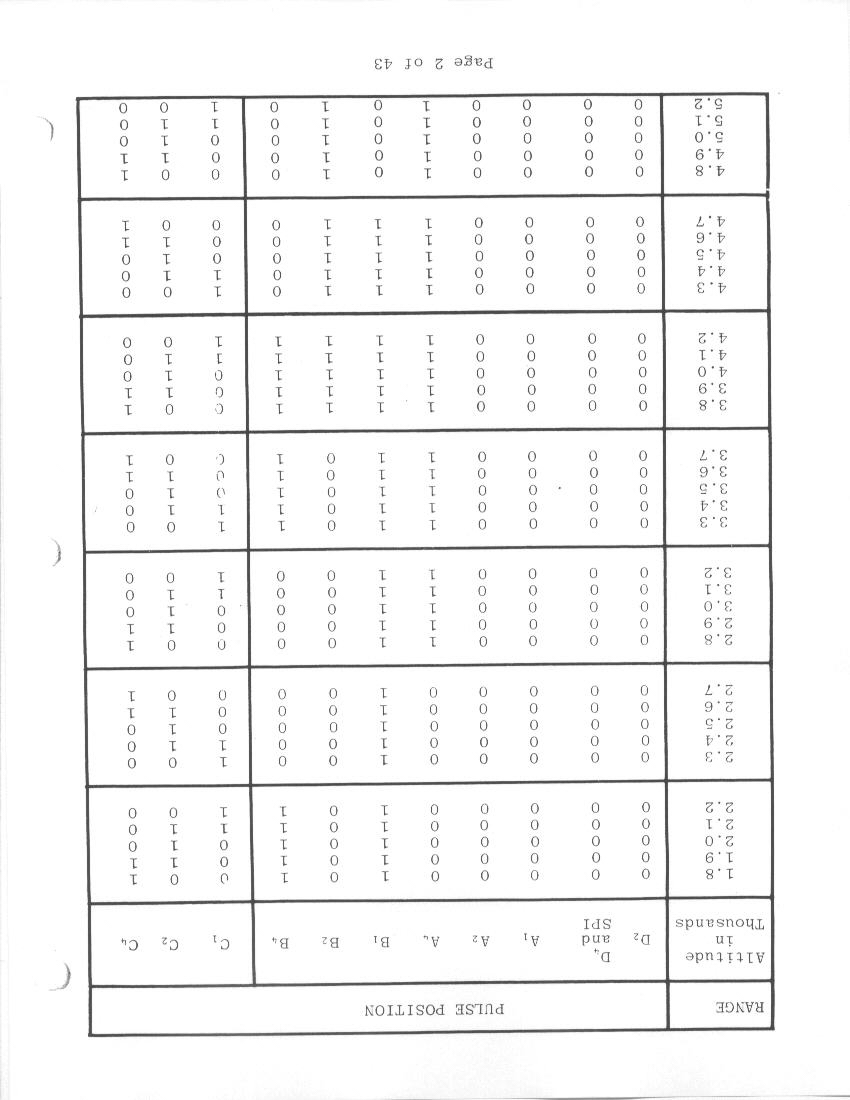 RANGE PULSE POSITION
Altitude in Thousands D₂ D₄ and SPI A₁ A₂ A₄ B₁ B₂ B₄ C₁ C₂ C₄
1.8 0 0 0 0 0 1 0 1 0 0 1
1.9 0 0 0 0 0 1 0 1 0 1 1
2.0 0 0 0 0 0 1 0 1 0 1 0
2.1 0 0 0 0 0 1 0 1 1 1 0
2.2 0 0 0 0 0 1 0 1 1 0 0
2.3 0 0 0 0 0 1 0 0 1 0 0
2.4 0 0 0 0 0 1 0 0 1 1 0
2.5 0 0 0 0 0 1 0 0 0 1 0
2.6 0 0 0 0 0 1 0 0 0 1 1
2.7 0 0 0 0 0 1 0 0 0 0 1
2.8 0 0 0 0 1 1 0 0 0 0 1
2.9 0 0 0 0 1 1 0 0 0 1 1
3.0 0 0 0 0 1 1 0 0 0 1 0
3.1 0 0 0 0 1 1 0 0 1 1 0
3.2 0 0 0 0 1 1 0 0 1 0 0
3.3 0 0 0 0 1 1 0 1 1 0 0
3.4 0 0 0 0 1 1 0 1 1 1 0
3.5 0 0 0 0 1 1 0 1 0 1 0
3.6 0 0 0 0 1 1 0 1 0 1 1
3.7 0 0 0 0 1 1 0 1 0 0 1
3.8 0 0 0 0 1 1 1 1 0 0 1
3.9 0 0 0 0 1 1 1 1 0 1 1
4.0 0 0 0 0 1 1 1 1 0 1 0
4.1 0 0 0 0 1 1 1 1 1 1 0
4.2 0 0 0 0 1 1 1 1 1 0 0
4.3 0 0 0 0 1 1 1 0 1 0 0
4.4 0 0 0 0 1 1 1 0 1 1 0
4.5 0 0 0 0 1 1 1 0 0 1 0
4.6 0 0 0 0 1 1 1 0 0 1 1
4.7 0 0 0 0 1 1 1 0 0 0 1
4.8 0 0 0 0 1 0 1 0 0 0 1
4.9 0 0 0 0 1 0 1 0 0 1 1
5.0 0 0 0 0 1 0 1 0 0 1 0
5.1 0 0 0 0 1 0 1 0 1 1 0
5.2 0 0 0 0 1 0 1 0 1 0 0
Page 2 of 43